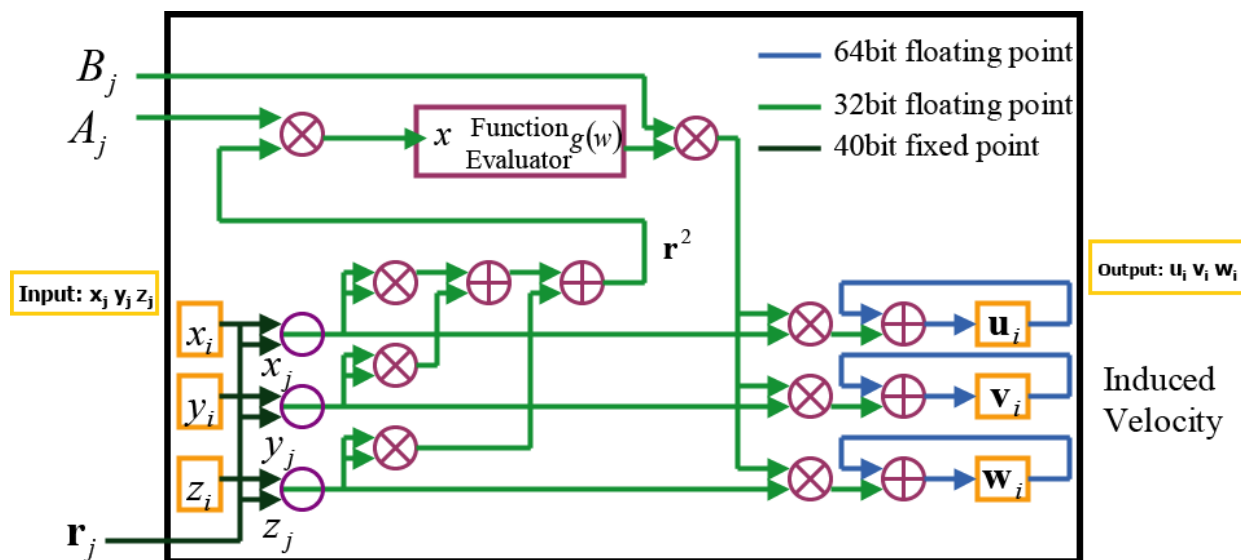 B_j
A_j
x Function g(w)
Evaluator
64bit floating point
32bit floating point
40bit fixed point
r^2
Input: x_j y_j z_j
Output: u_i v_i w_i
x_i
x_j
u_i
y_i
y_j
v_i
z_i
z_j
w_i
Induced
Velocity
r_j